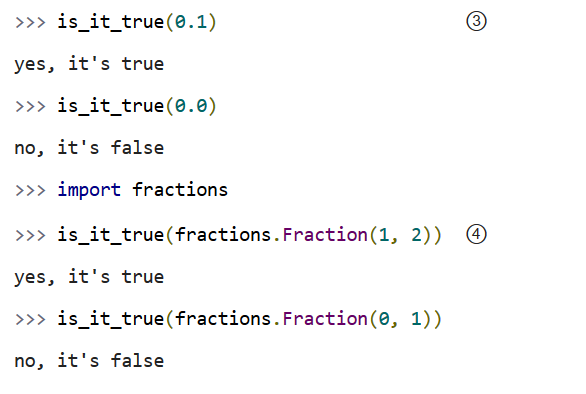 >>> is_it_true(0.1) ③
yes, it's true
>>> is_it_true(0.0)
no, it's false
>>> import fractions
>>> is_it_true(fractions.Fraction(1, 2)) ④
yes, it's true
>>> is_it_true(fractions.Fraction(0, 1))
no, it's false